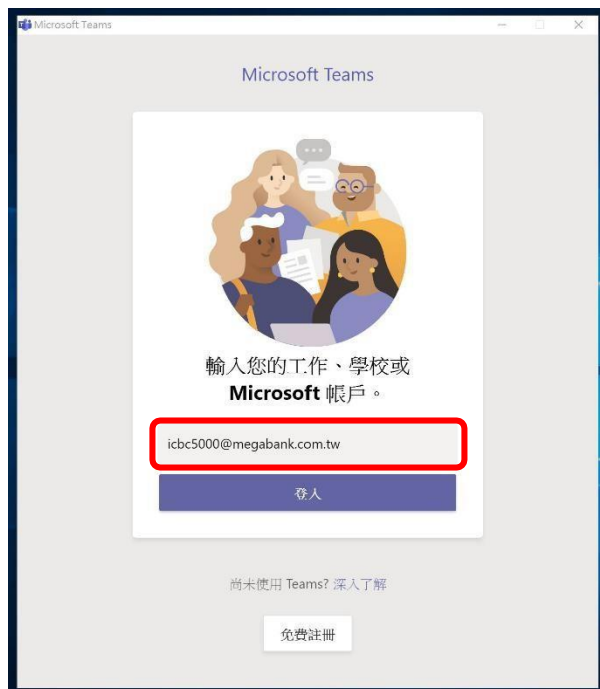 Microsoft Teams
Microsoft Teams
輸入您的工作、學校或
Microsoft 帳戶。
icbc5000@megabank.com.tw
登入
尚未使用 Teams? 深入了解
免費註冊